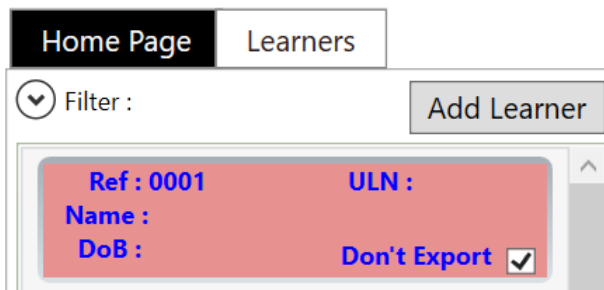 Home Page Learners
Filter :
Add Learner
Ref : 0001 ULN :
Name :
DoB :
Don't Export